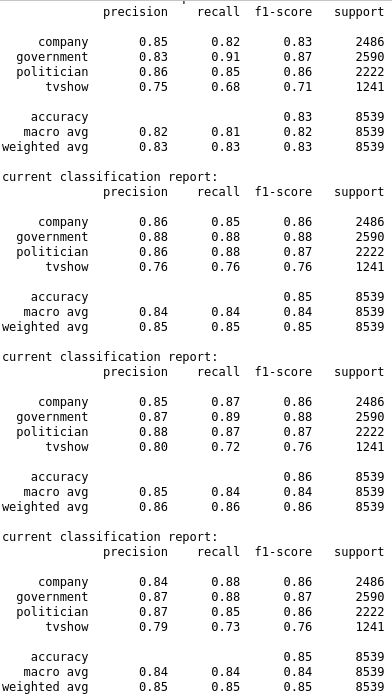 precision recall f1-score support
company 0.85 0.82 0.83 2486
government 0.83 0.91 0.87 2590
politician 0.86 0.85 0.86 2222
tvshow 0.75 0.68 0.71 1241
accuracy 0.83 8539
macro avg 0.82 0.81 0.82 8539
weighted avg 0.83 0.83 0.83 8539
current classification report:
precision recall f1-score support
company 0.86 0.85 0.86 2486
government 0.88 0.88 0.88 2590
politician 0.86 0.88 0.87 2222
tvshow 0.76 0.76 0.76 1241
accuracy 0.85 8539
macro avg 0.84 0.84 0.84 8539
weighted avg 0.85 0.85 0.85 8539
current classification report:
precision recall f1-score support
company 0.85 0.87 0.86 2486
government 0.87 0.89 0.88 2590
politician 0.88 0.87 0.87 2222
tvshow 0.80 0.72 0.76 1241
accuracy 0.86 8539
macro avg 0.85 0.84 0.84 8539
weighted avg 0.86 0.86 0.86 8539
current classification report:
precision recall f1-score support
company 0.84 0.88 0.86 2486
government 0.87 0.88 0.87 2590
politician 0.87 0.85 0.86 2222
tvshow 0.79 0.73 0.76 1241
accuracy 0.85 8539
macro avg 0.84 0.84 0.84 8539
weighted avg 0.85 0.85 0.85 8539